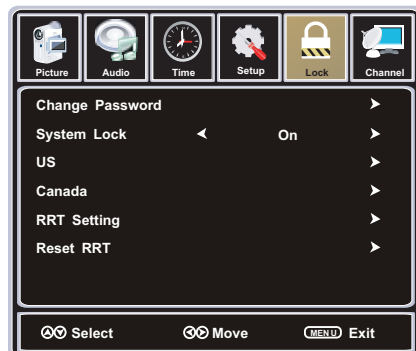 Picture Audio Time Setup Lock Channel
Change Password
System Lock On
US
Canada
RRT Setting
Reset RRT
Select Move MENU Exit